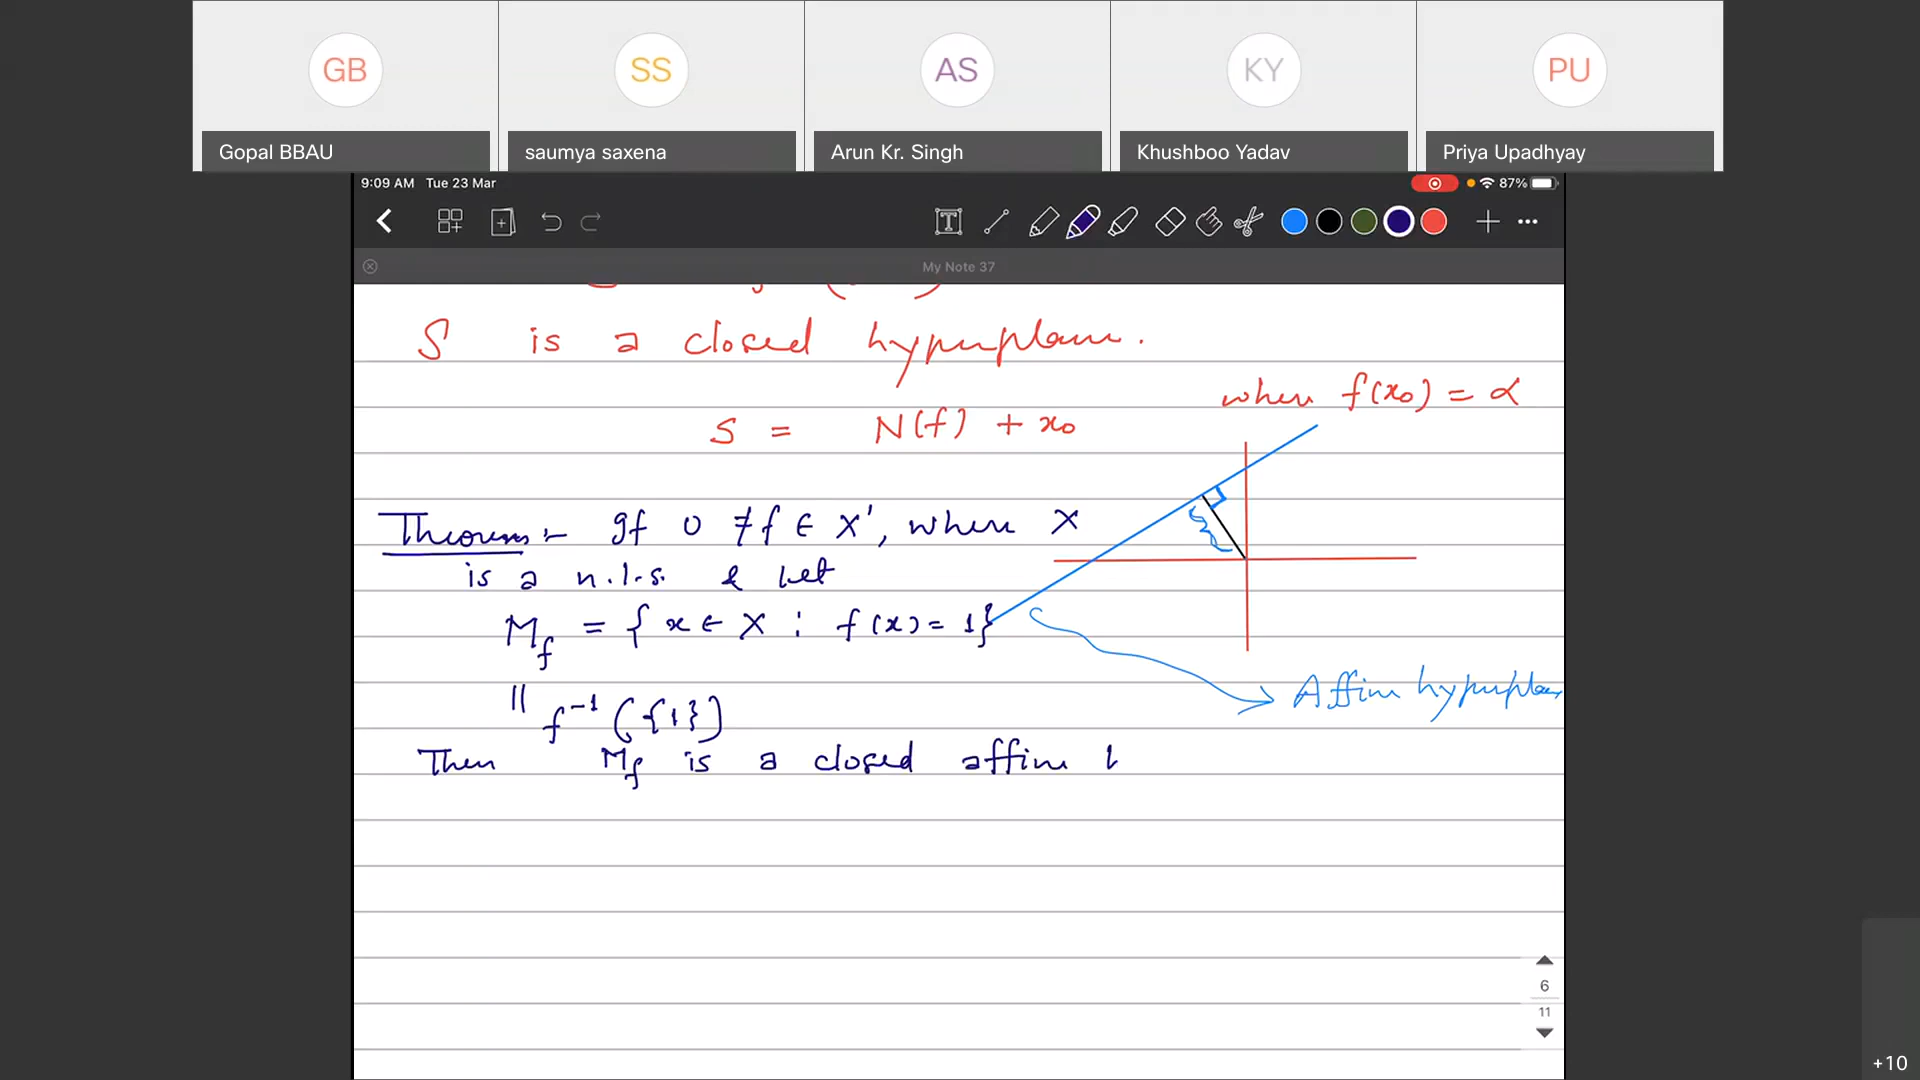 GB SS AS KY PU
Gopal BBAU saumya saxena Arun Kr. Singh Khushboo Yadav Priya Upadhyay
9:09 AM Tue 23 Mar 87%
T
My Note 37
S is a closed hyperplane.
where f(x₀) = α
S = N(f) + x₀
Theorem:- If 0 ≠ f ∈ X', where X
is a n.l.s. & let
M_f = { x ∈ X : f(x) = 1}
|| f⁻¹ ({1})
Affine hyperplane
Then M_f is a closed affine h
6
11
+10